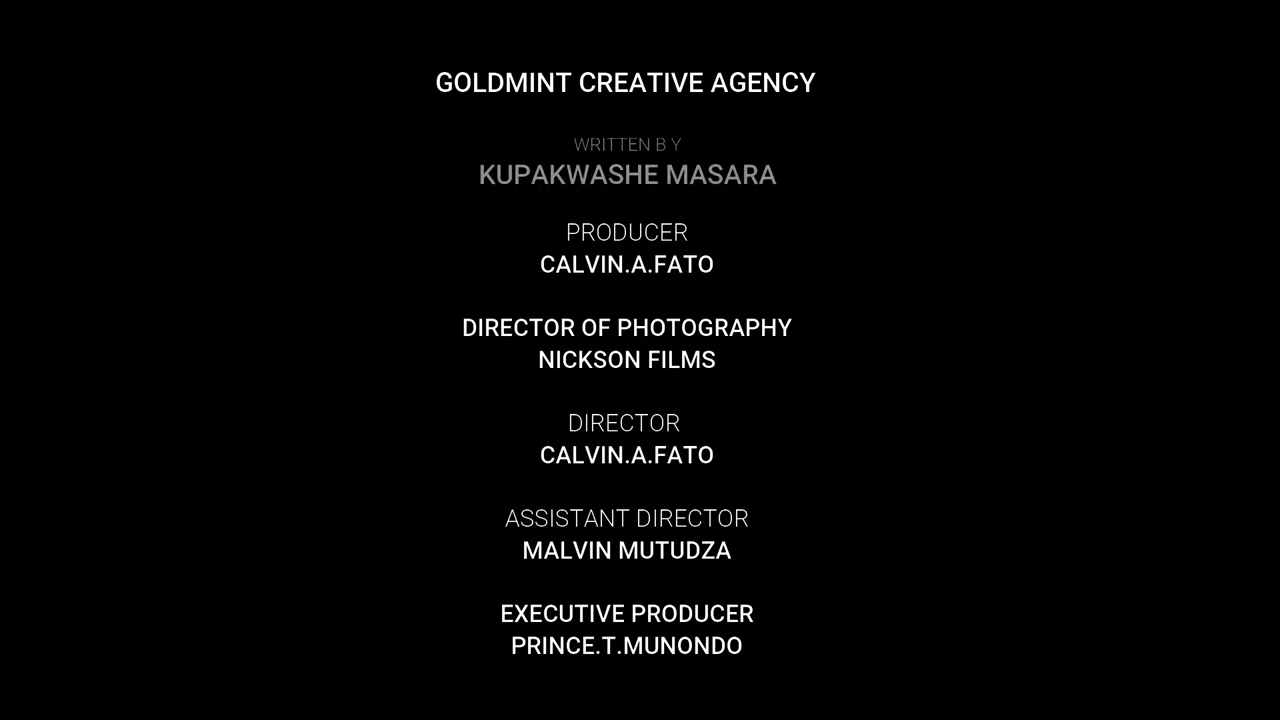 GOLDMINT CREATIVE AGENCY
WRITTEN B Y
KUPAKWASHE MASARA
PRODUCER
CALVIN.A.FATO
DIRECTOR OF PHOTOGRAPHY
NICKSON FILMS
DIRECTOR
CALVIN.A.FATO
ASSISTANT DIRECTOR
MALVIN MUTUDZA
EXECUTIVE PRODUCER
PRINCE.T.MUNONDO